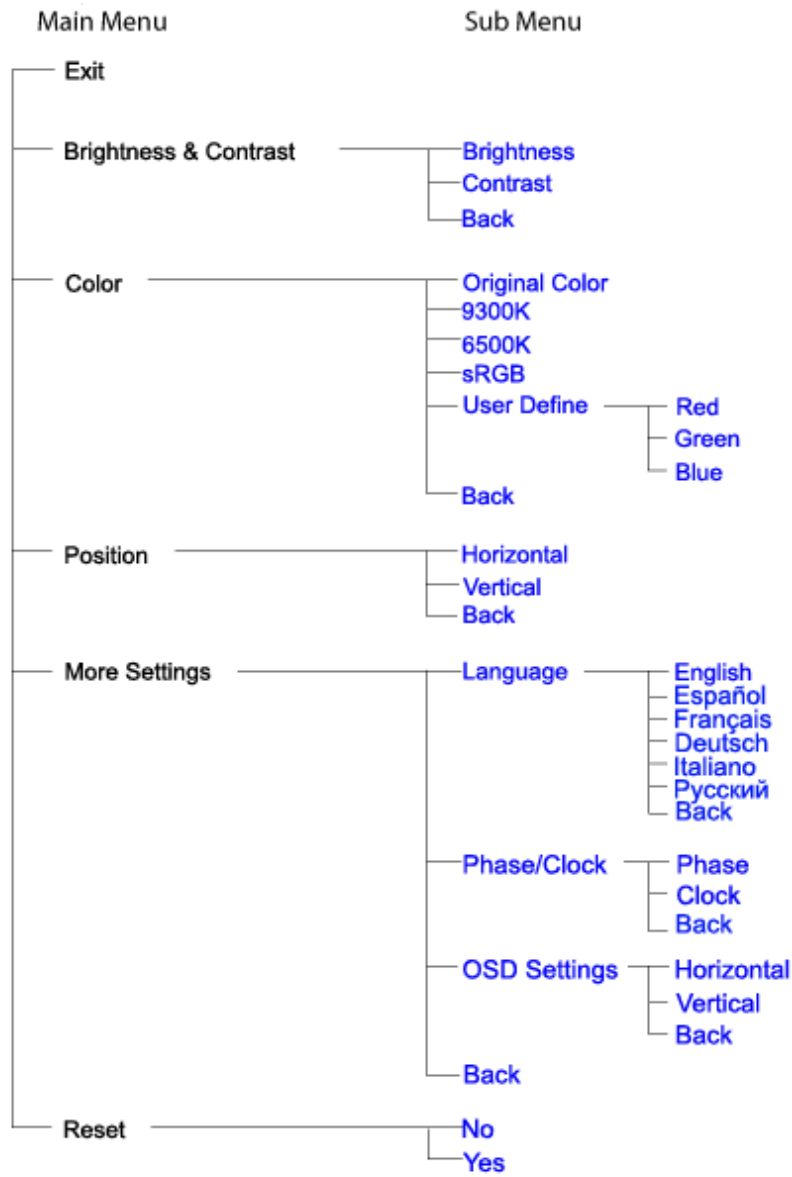 Main Menu Sub Menu
Exit
Brightness & Contrast Brightness
Contrast
Back
Color Original Color
9300K
6500K
sRGB
User Define Red
Green
Blue
Back
Position Horizontal
Vertical
Back
More Settings Language English
Español
Français
Deutsch
Italiano
Русский
Back
Phase/Clock Phase
Clock
Back
OSD Settings Horizontal
Vertical
Back
Back
Reset No
Yes